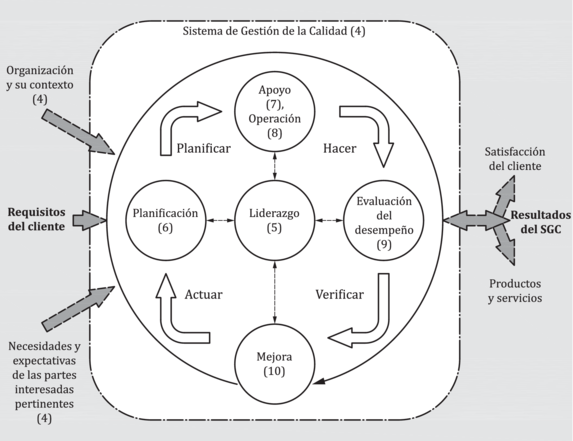 Sistema de Gestión de la Calidad (4)
Organización
y su contexto
(4)
Apoyo
(7),
Operación
(8)
Planificar
Hacer
Satisfacción
del cliente
Requisitos
del cliente
Planificación
(6)
Liderazgo
(5)
Evaluación
del
desempeño
(9)
Resultados
del SGC
Actuar
Verificar
Productos
y servicios
Necesidades y
expectativas
de las partes
interesadas
pertinentes
(4)
Mejora
(10)